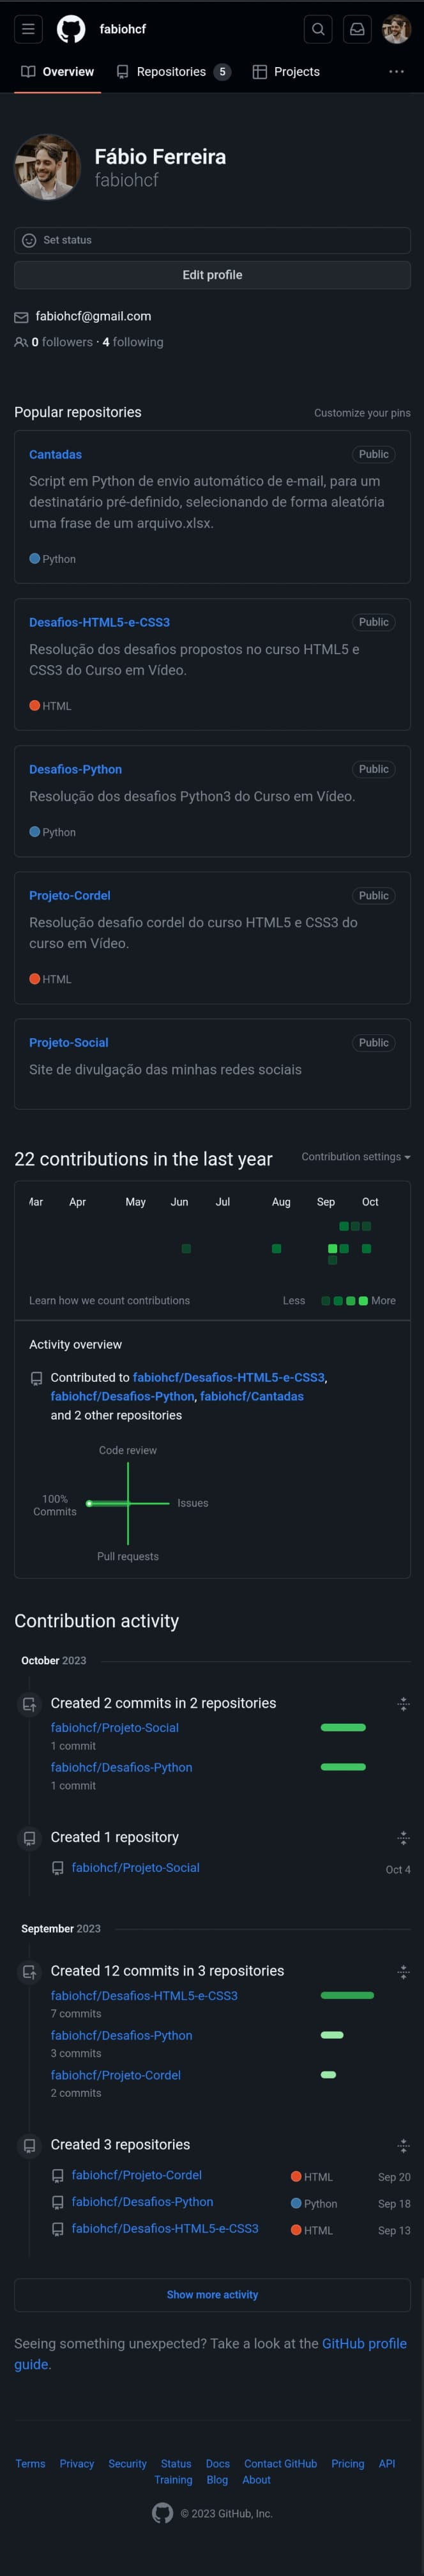 fabiohcf
Overview
Repositories 5
Projects
Fábio Ferreira
fabiohcf
Set status
Edit profile
fabiohcf@gmail.com
0 followers · 4 following
Popular repositories
Customize your pins
Cantadas
Public
Script em Python de envio automático de e-mail, para um
destinatário pré-definido, selecionando de forma aleatória
uma frase de um arquivo.xlsx.
Python
Desafios-HTML5-e-CSS3
Public
Resolução dos desafios propostos no curso HTML5 e
CSS3 do Curso em Vídeo.
HTML
Desafios-Python
Public
Resolução dos desafios Python3 do Curso em Vídeo.
Python
Projeto-Cordel
Public
Resolução desafio cordel do curso HTML5 e CSS3 do
curso em Vídeo.
HTML
Projeto-Social
Public
Site de divulgação das minhas redes sociais
22 contributions in the last year
Contribution settings
Mar Apr May Jun Jul Aug Sep Oct
Learn how we count contributions
Less More
Activity overview
Contributed to fabiohcf/Desafios-HTML5-e-CSS3,
fabiohcf/Desafios-Python, fabiohcf/Cantadas
and 2 other repositories
Code review
100%
Commits
Issues
Pull requests
Contribution activity
October 2023
Created 2 commits in 2 repositories
fabiohcf/Projeto-Social
1 commit
fabiohcf/Desafios-Python
1 commit
Created 1 repository
fabiohcf/Projeto-Social Oct 4
September 2023
Created 12 commits in 3 repositories
fabiohcf/Desafios-HTML5-e-CSS3
7 commits
fabiohcf/Desafios-Python
3 commits
fabiohcf/Projeto-Cordel
2 commits
Created 3 repositories
fabiohcf/Projeto-Cordel HTML Sep 20
fabiohcf/Desafios-Python Python Sep 18
fabiohcf/Desafios-HTML5-e-CSS3 HTML Sep 13
Show more activity
Seeing something unexpected? Take a look at the GitHub profile
guide.
Terms Privacy Security Status Docs Contact GitHub Pricing API
Training Blog About
© 2023 GitHub, Inc.